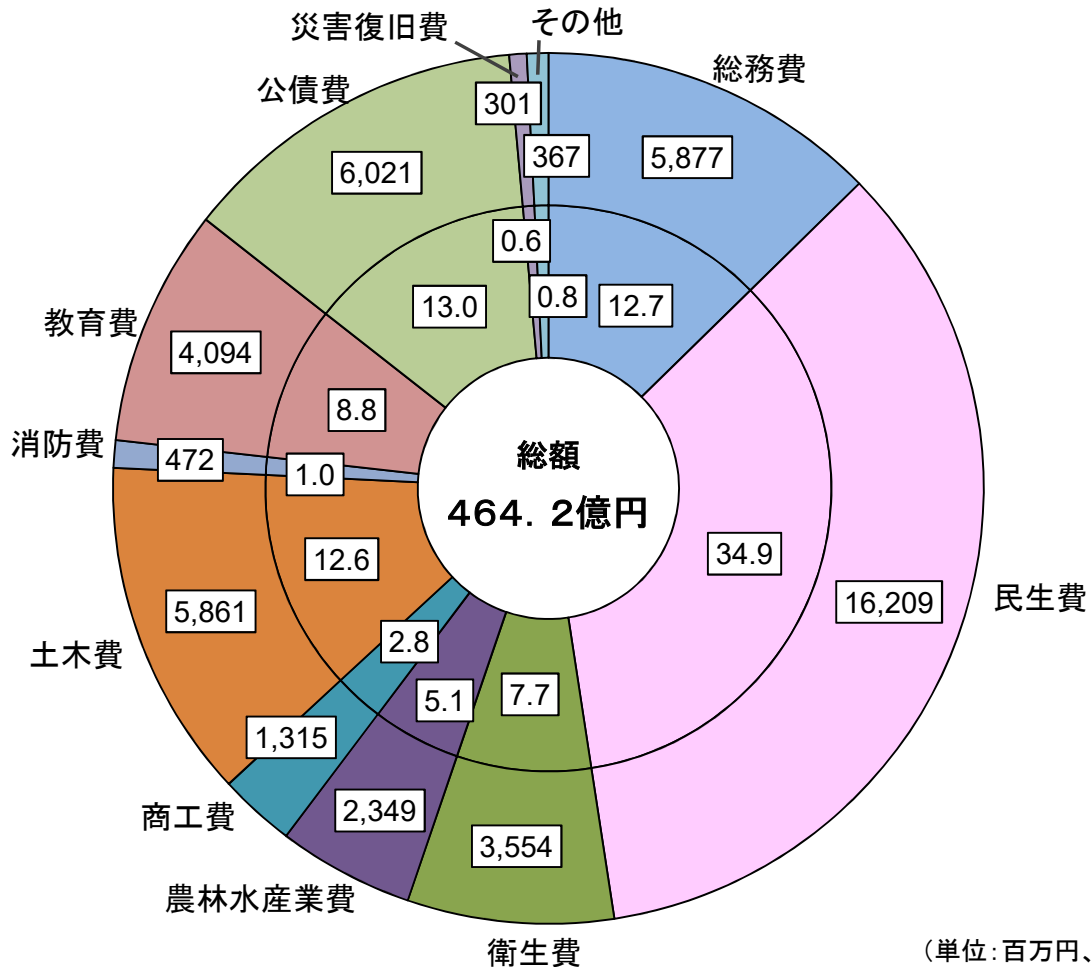 災害復旧費
その他
公債費
総務費
301
367
5,877
6,021
0.6
0.8
13.0
12.7
教育費
4,094
8.8
消防費
472
1.0
総額
464.2億円
34.9
16,209
民生費
12.6
5,861
土木費
2.8
1,315
商工費
5.1
2,349
農林水産業費
7.7
3,554
衛生費
（単位：百万円、